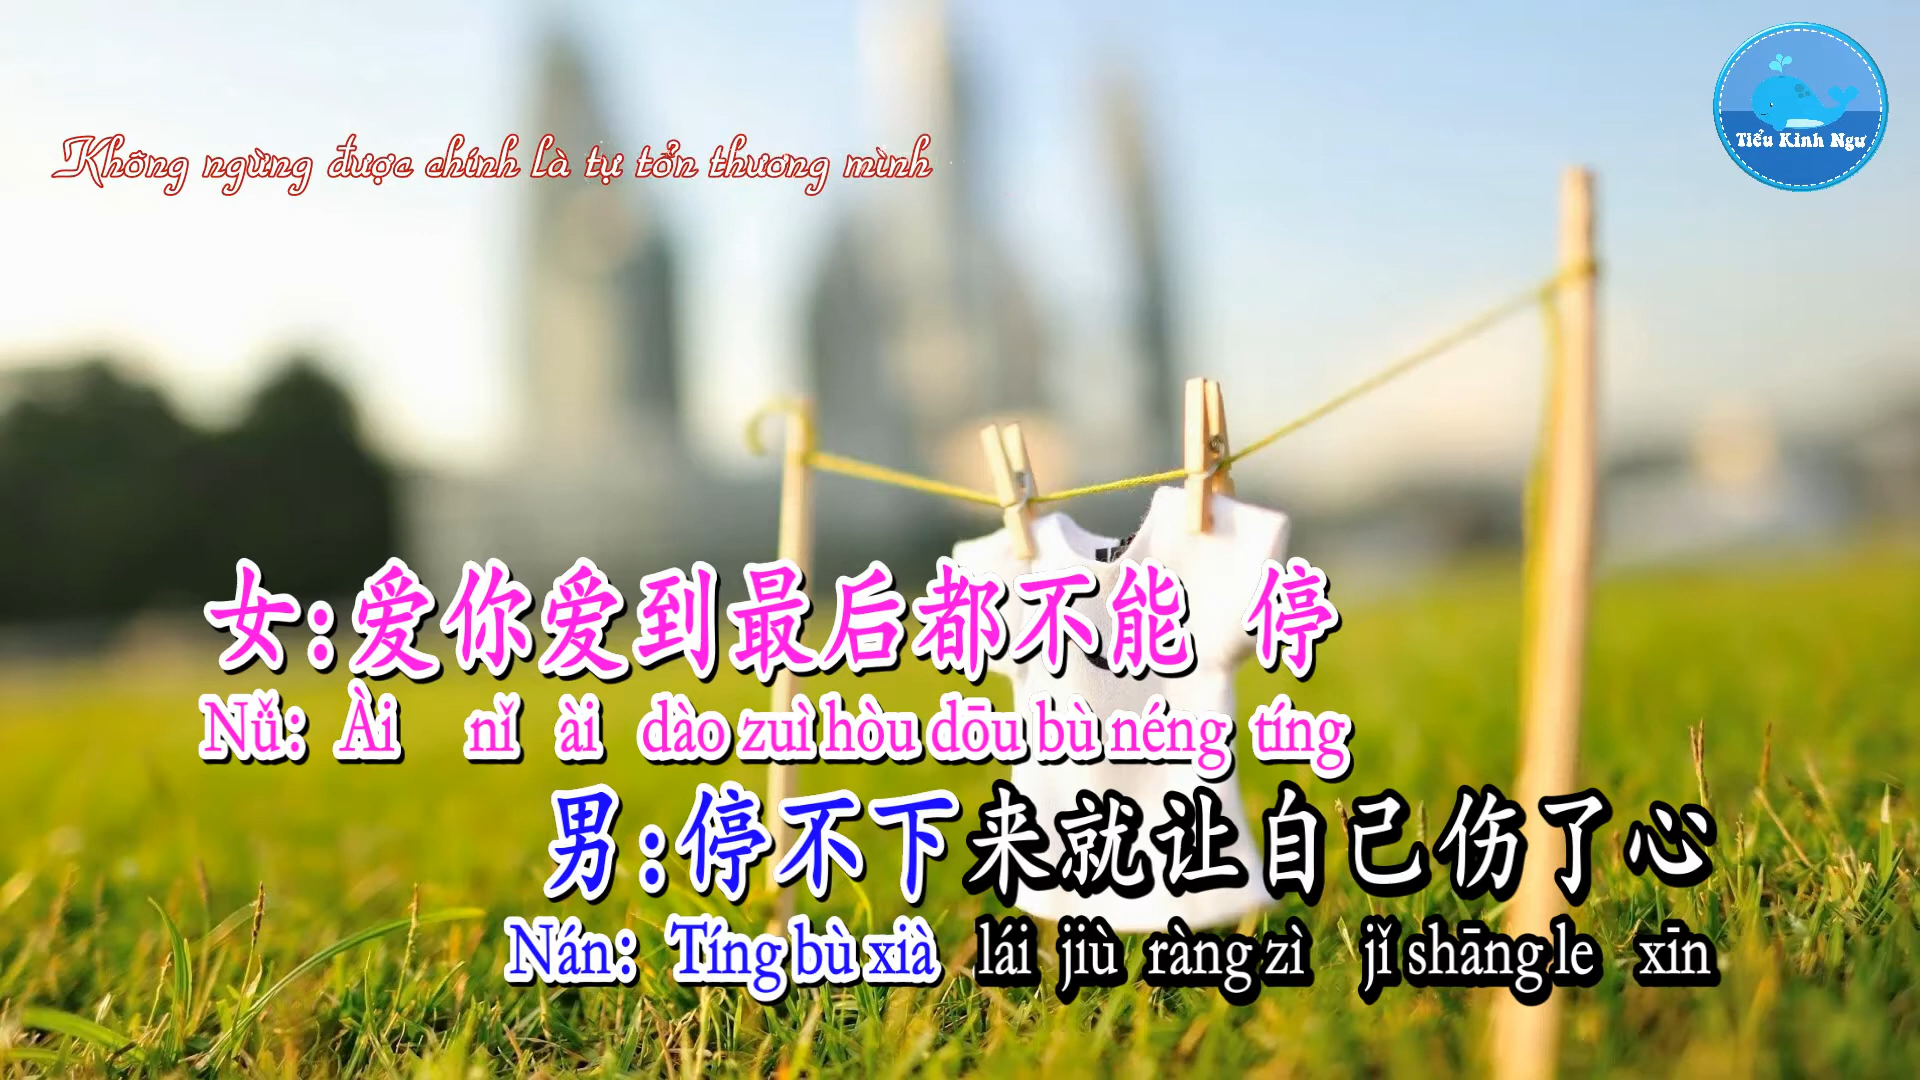 Tiểu Kình Ngư
Không ngừng được chính là tự tổn thương mình
女:爱你爱到最后都不能 停
Nǚ: Ài nǐ ài dào zuì hòu dōu bù néng tíng
男:停不下来就让自己伤了心
Nán: Tíng bù xià lái jiù ràng zì jǐ shāng le xīn